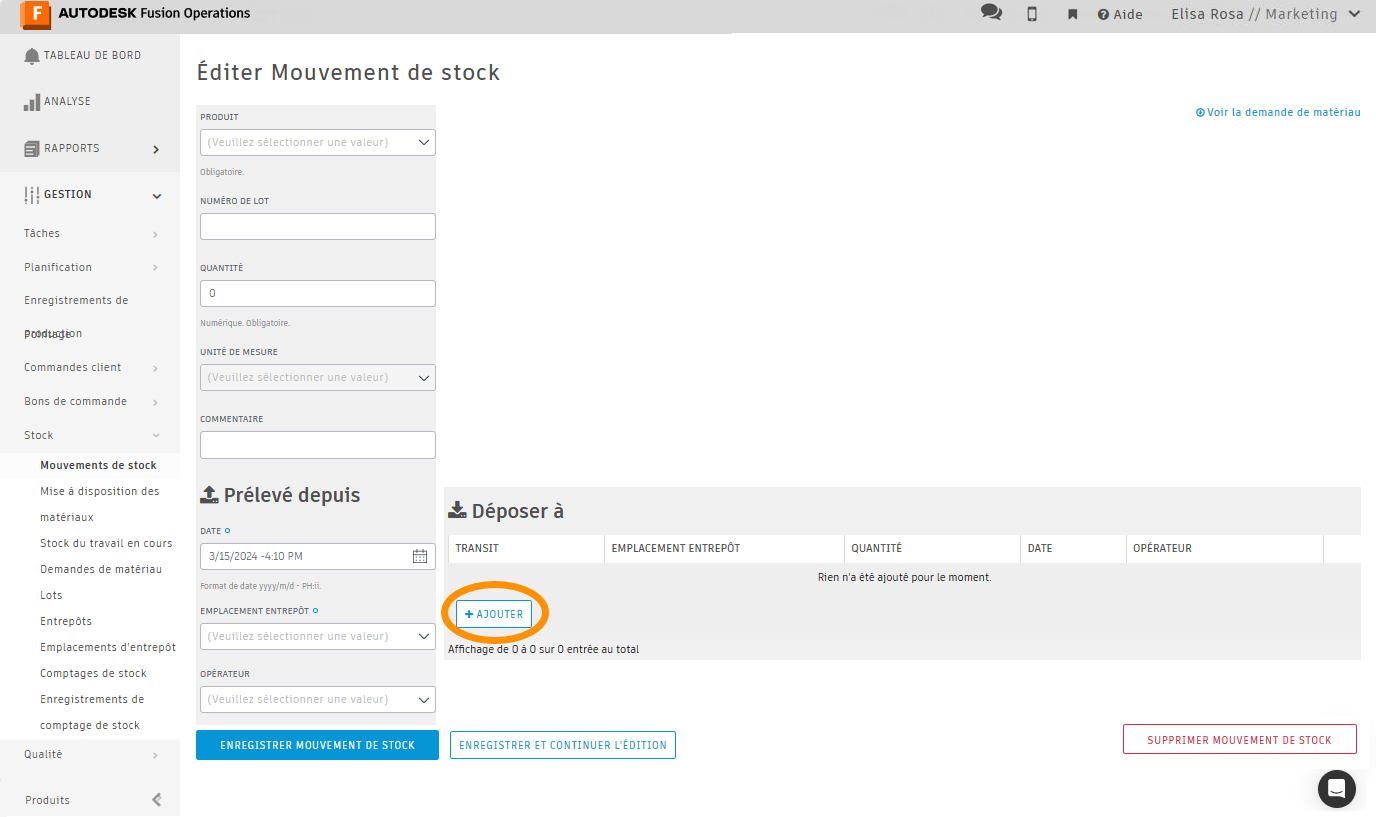 AUTODESK Fusion Operations
Aide
Elisa Rosa // Marketing
TABLEAU DE BORD
ANALYSE
RAPPORTS
GESTION
Tâches
Planification
Enregistrements de
production
Pointage
Commandes client
Bons de commande
Stock
Mouvements de stock
Mise à disposition des
matériaux
Stock du travail en cours
Demandes de matériau
Lots
Entrepôts
Emplacements d'entrepôt
Comptages de stock
Enregistrements de
comptage de stock
Qualité
Produits
Éditer Mouvement de stock
Voir la demande de matériau
PRODUIT
(Veuillez sélectionner une valeur)
Obligatoire.
NUMÉRO DE LOT
QUANTITÉ
0
Numérique. Obligatoire.
UNITÉ DE MESURE
(Veuillez sélectionner une valeur)
COMMENTAIRE
Prélevé depuis
DATE
3/15/2024 -4:10 PM
Format de date yyyy/m/d - PH:ii.
EMPLACEMENT ENTREPÔT
(Veuillez sélectionner une valeur)
OPÉRATEUR
(Veuillez sélectionner une valeur)
Déposer à
TRANSIT EMPLACEMENT ENTREPÔT QUANTITÉ DATE OPÉRATEUR
Rien n'a été ajouté pour le moment.
+ AJOUTER
Affichage de 0 à 0 sur 0 entrée au total
ENREGISTRER MOUVEMENT DE STOCK
ENREGISTRER ET CONTINUER L'ÉDITION
SUPPRIMER MOUVEMENT DE STOCK